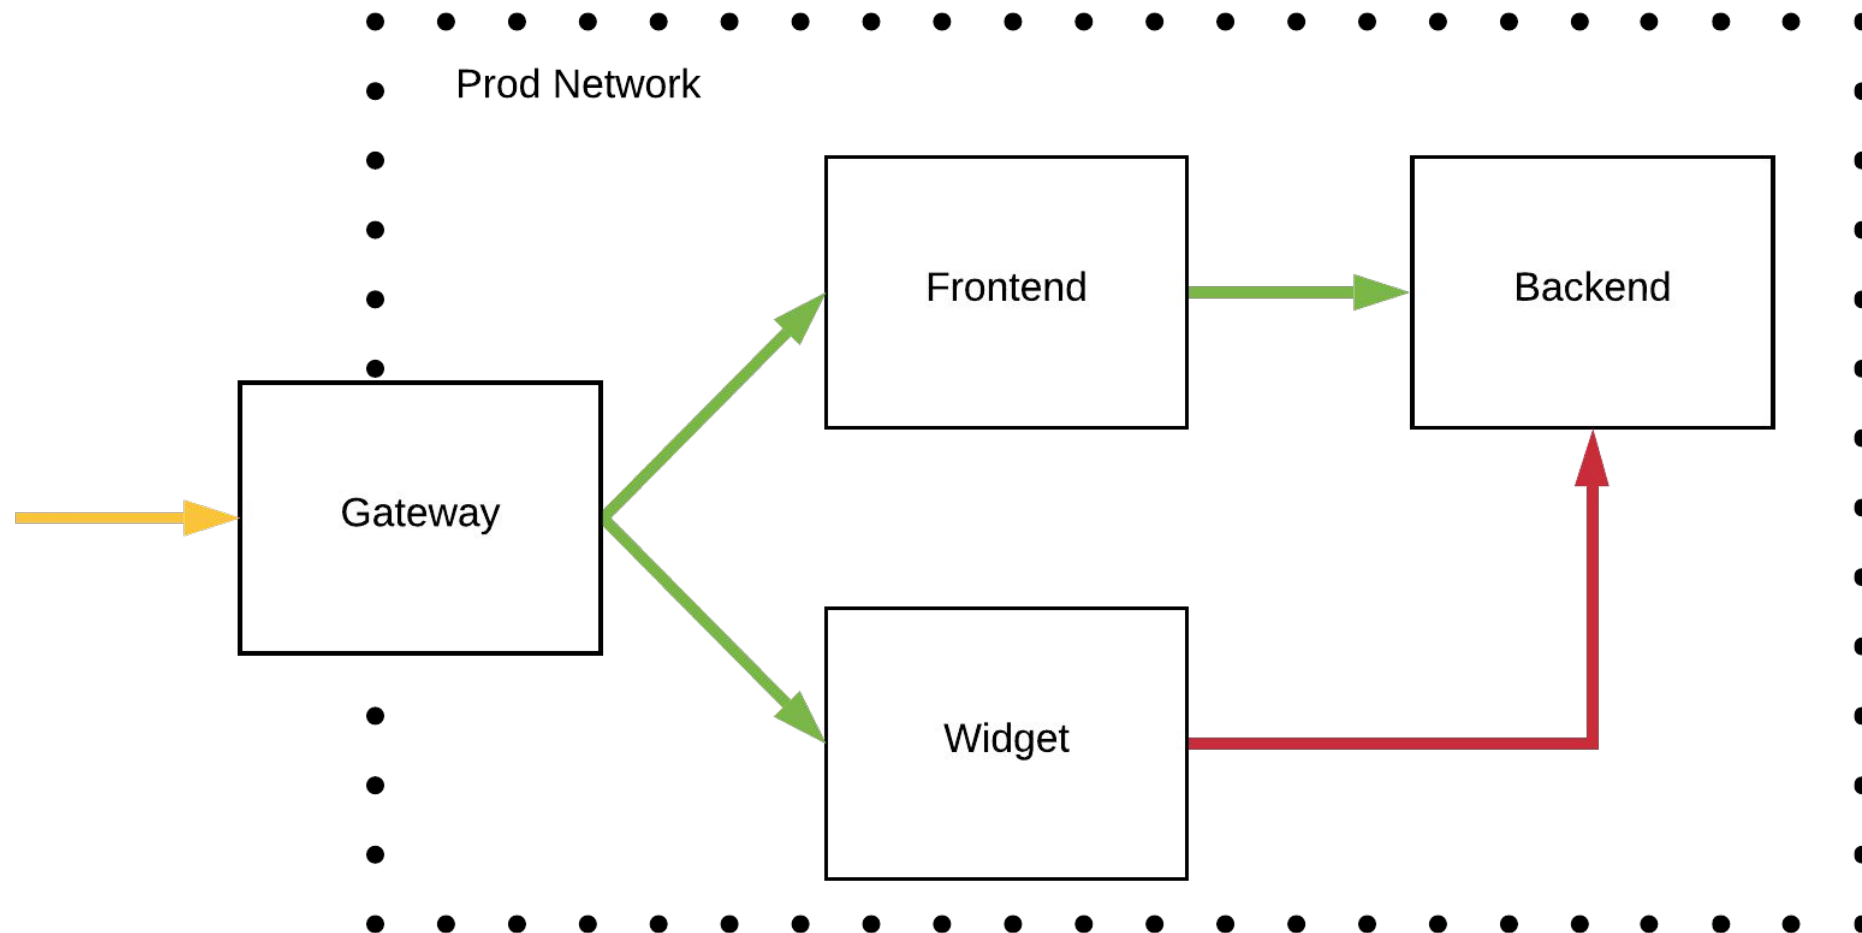 Prod Network
Frontend
Backend
Gateway
Widget